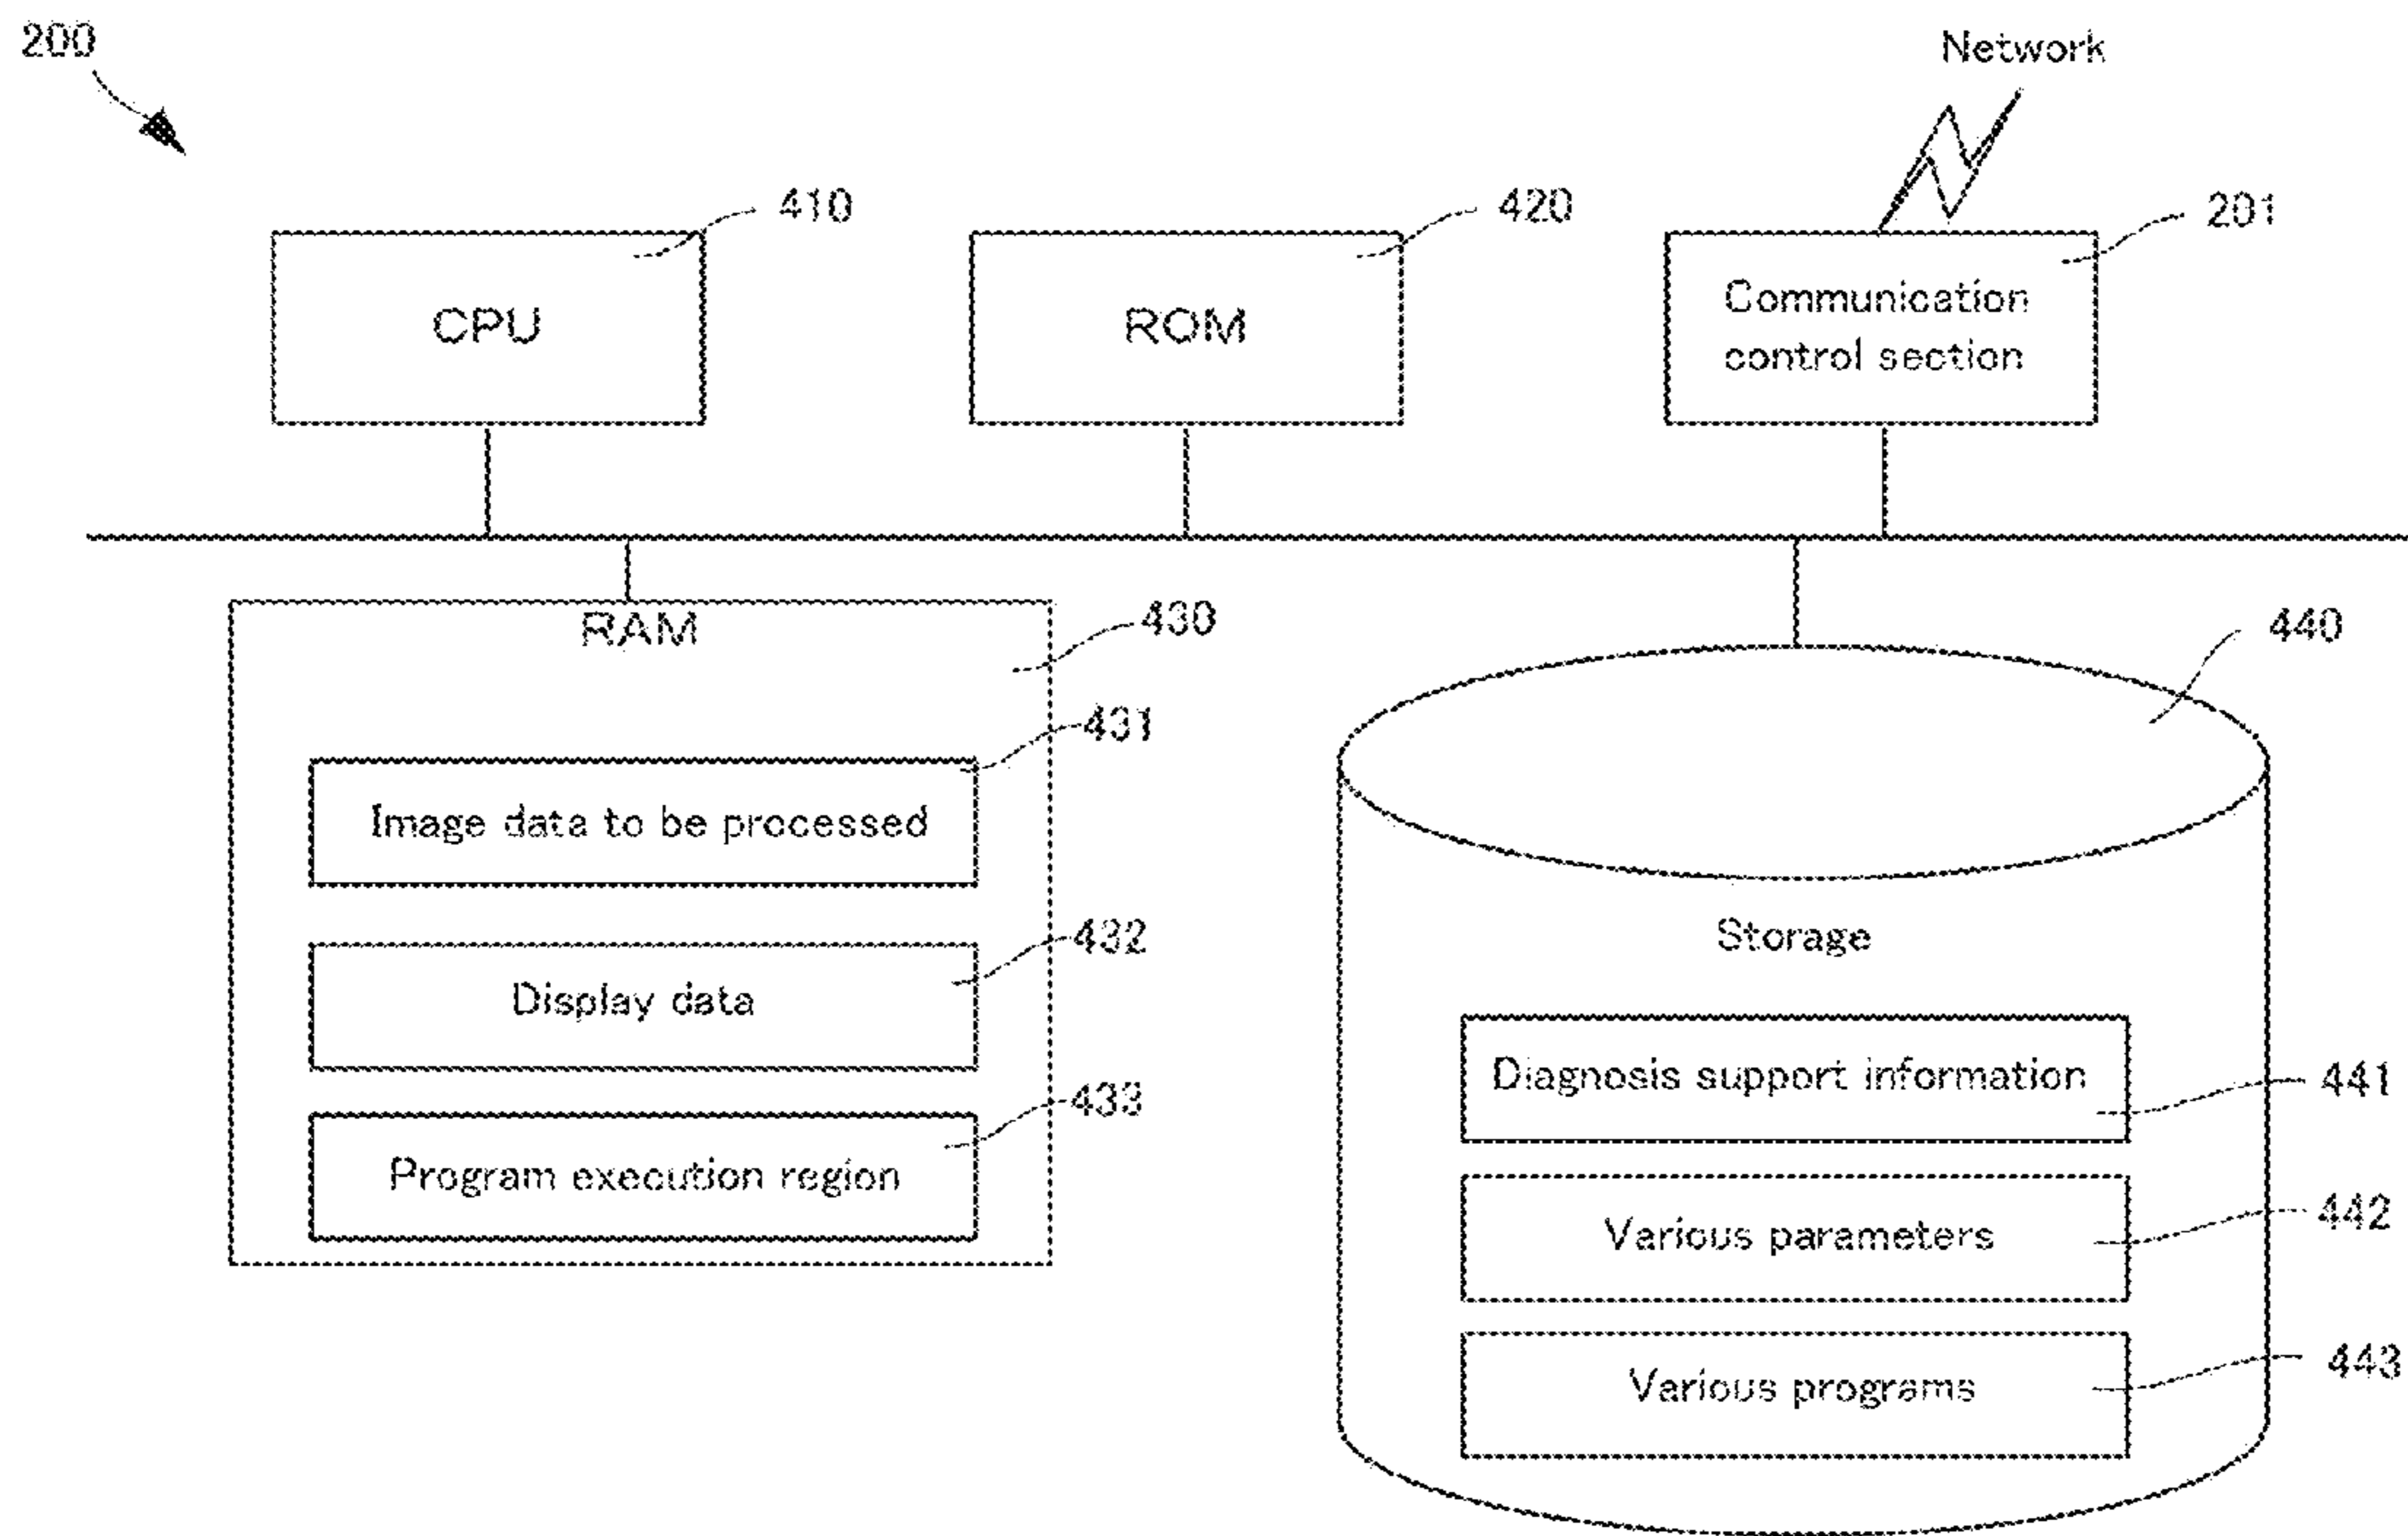 200
Network
410
420
201
CPU
ROM
Communication
control section
RAM
430
440
431
Image data to be processed
432
Display data
433
Program execution region
Storage
Diagnosis support information
441
Various parameters
442
Various programs
443